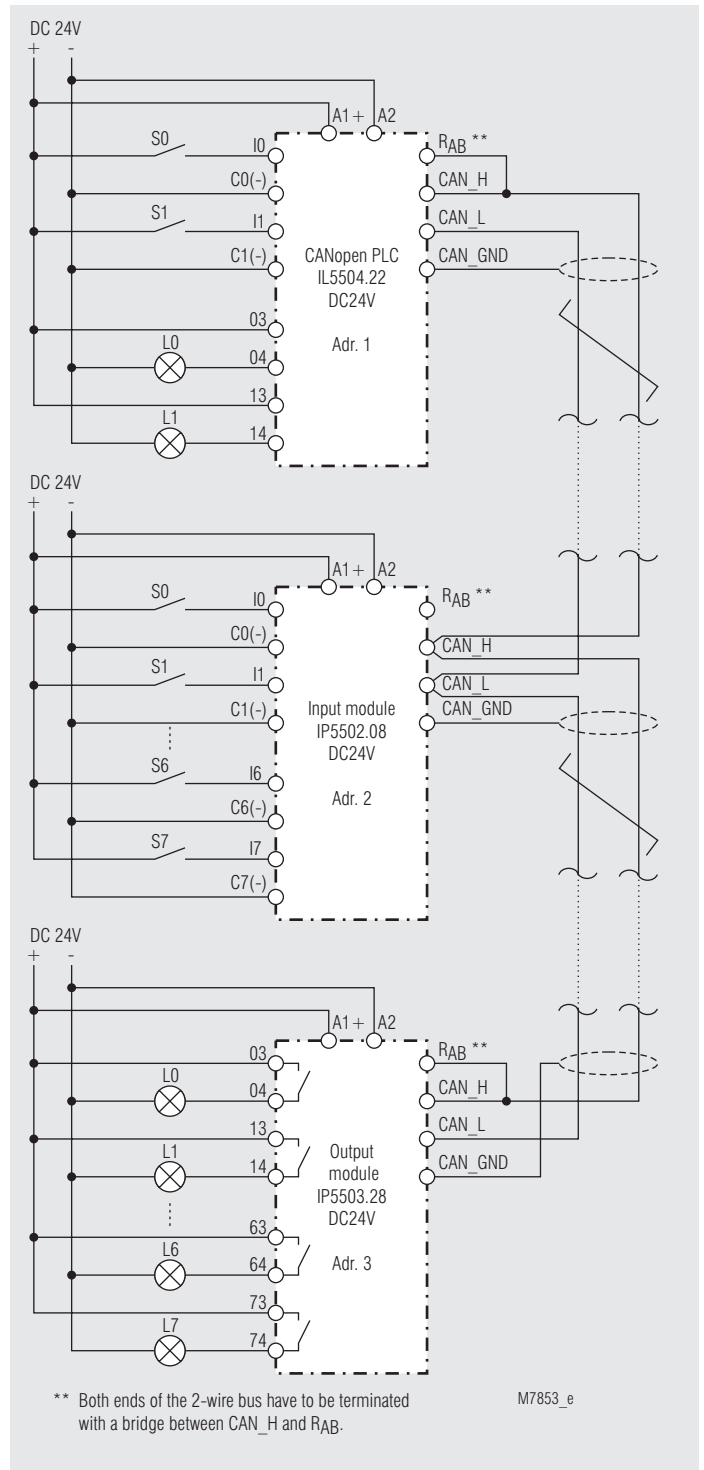 DC 24V
+ -
A1+ A2
S0 I0 RAB **
C0(-) CAN_H
S1 I1 CAN_L
C1(-) CANopen PLC CAN_GND
IL5504.22
DC24V
03
L0 04 Adr. 1
13
L1 14
DC 24V
+ -
A1+ A2
S0 I0 RAB **
C0(-) CAN_H
S1 I1 CAN_L
C1(-) Input module CAN_GND
IP5502.08
DC24V
S6 I6
C6(-) Adr. 2
S7 I7
C7(-)
DC 24V
+ -
A1+ A2
03 RAB **
L0 04 CAN_H
13 CAN_L
L1 14 Output CAN_GND
module
IP5503.28
DC24V
63
L6 64 Adr. 3
73
L7 74
** Both ends of the 2-wire bus have to be terminated M7853_e
with a bridge between CAN_H and RAB.